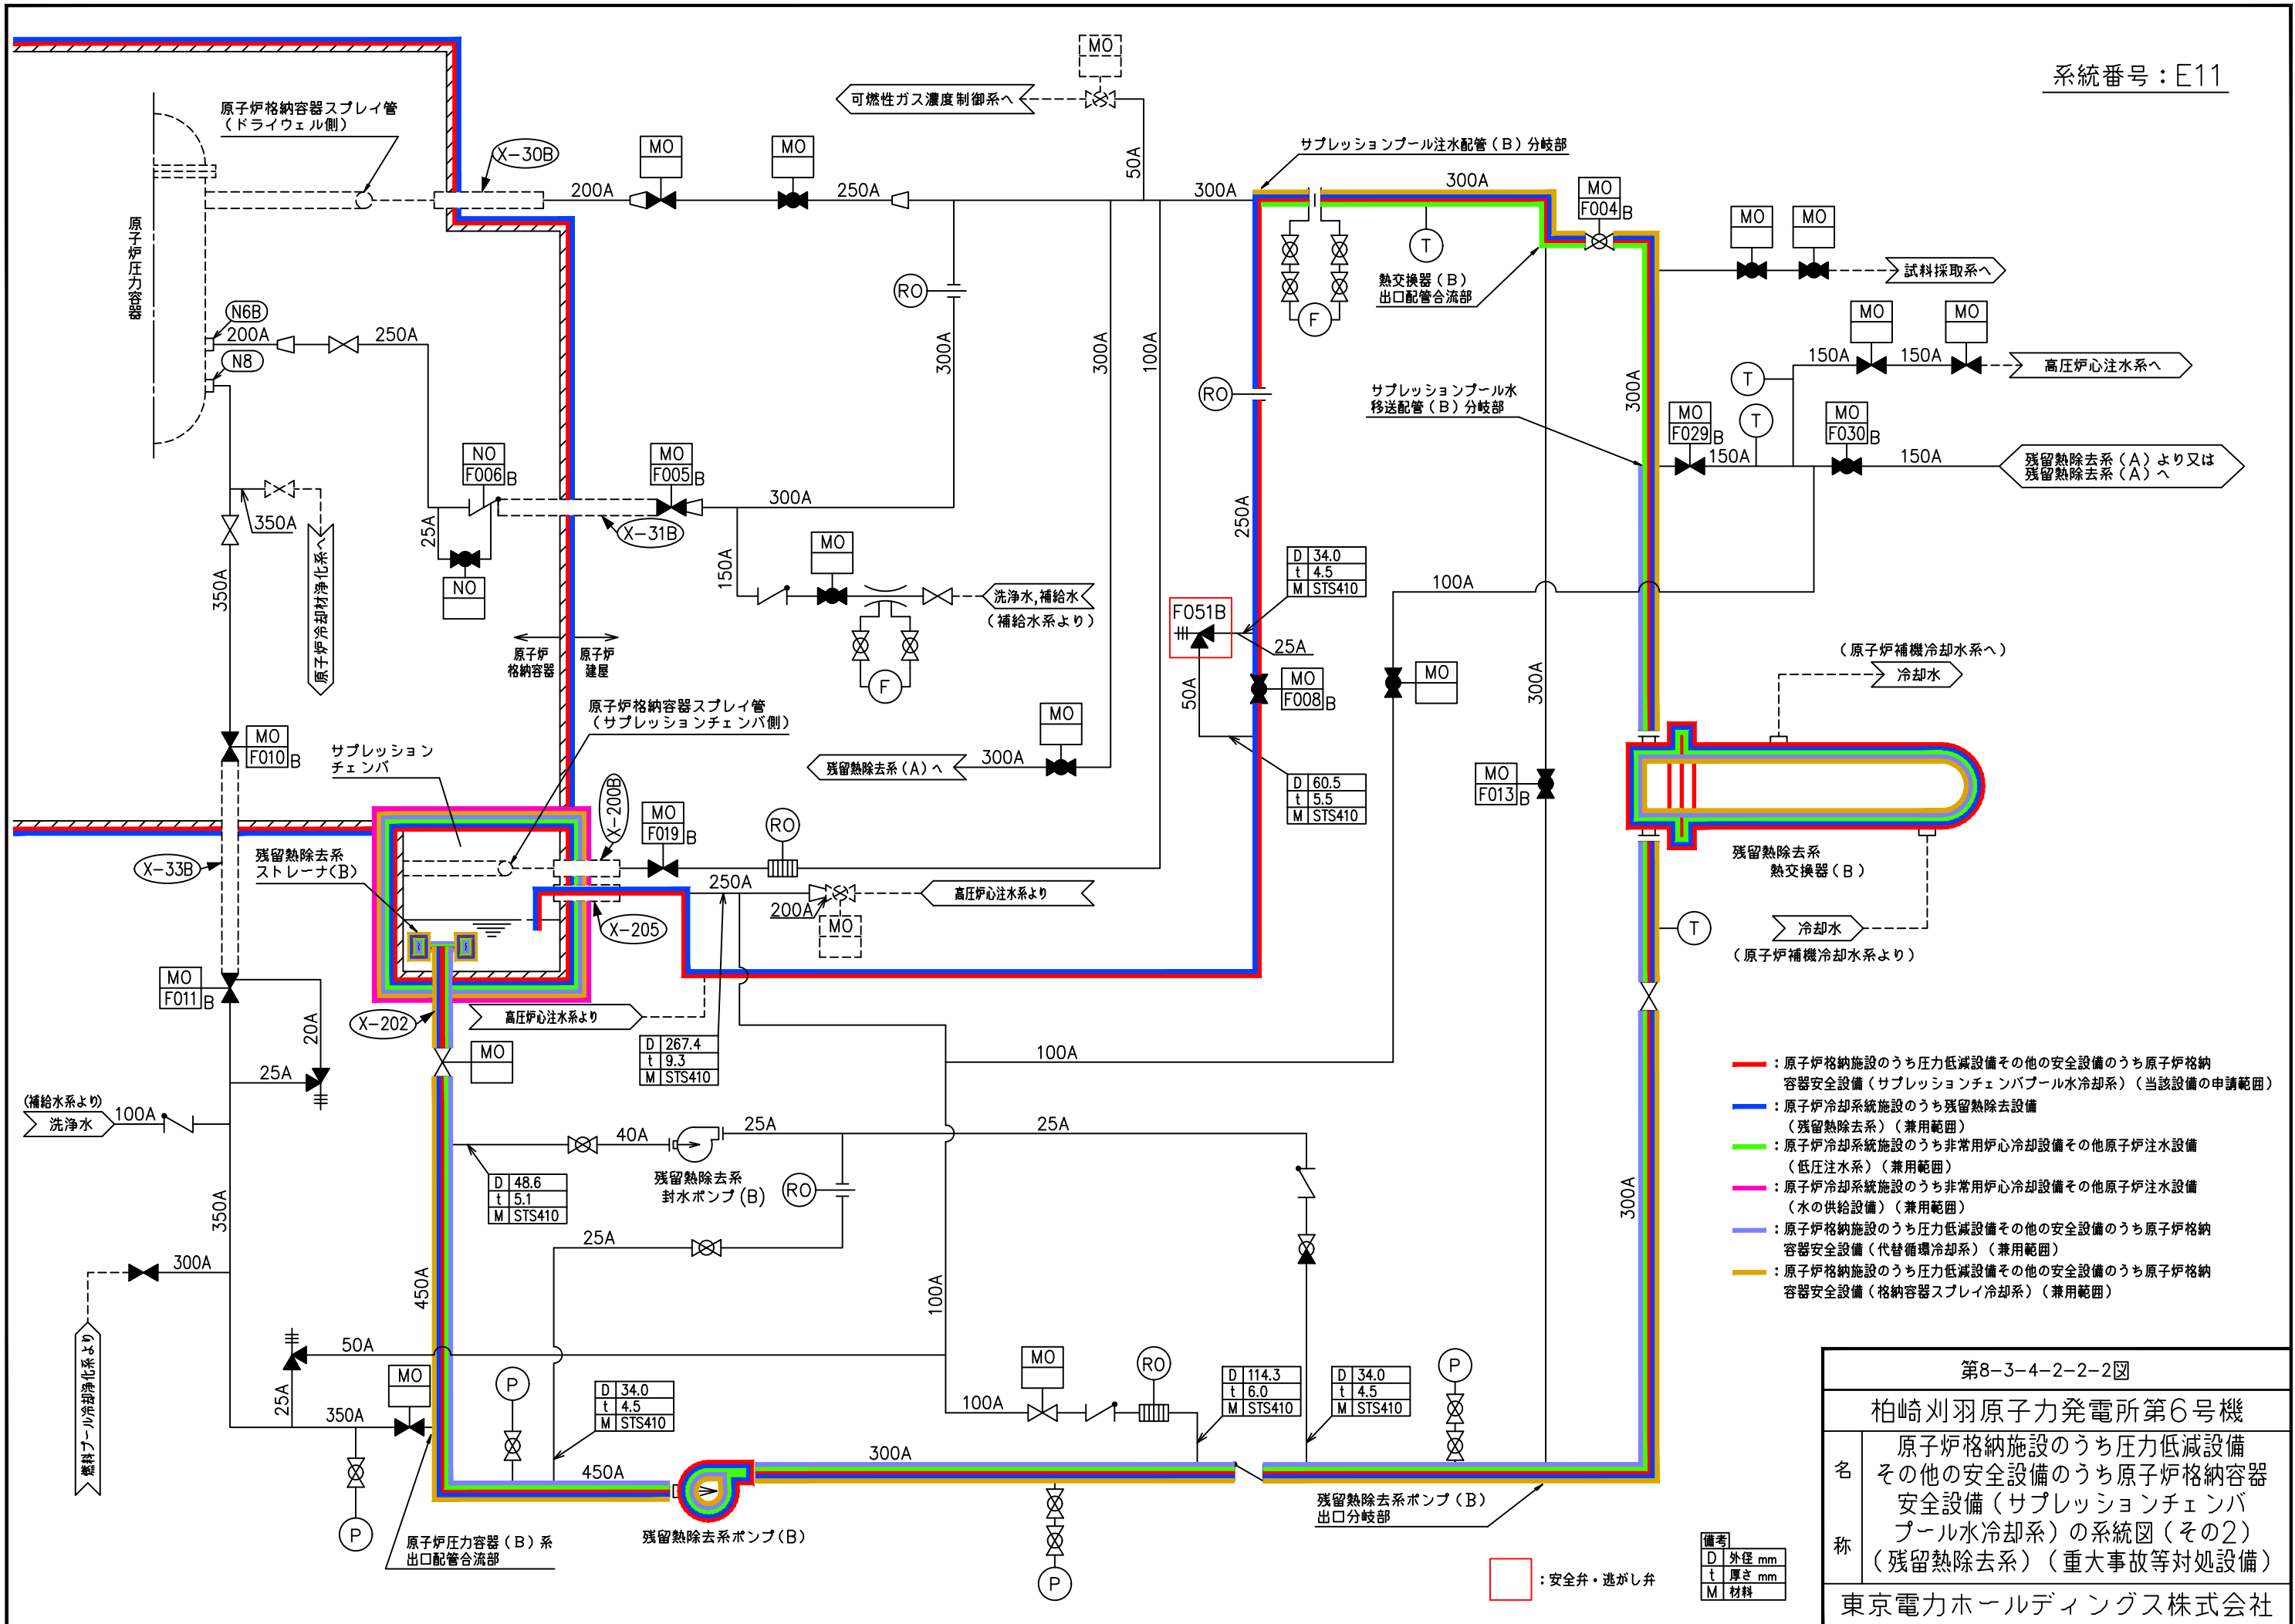 系統番号：E11
MO
可燃性ガス濃度制御系へ
50A
原子炉格納容器スプレイ管
（ドライウェル側）
X-30B
MO
MO
200A
250A
300A
サプレッションプール注水配管（B）分岐部
300A
MO
F004 B
T
熱交換器（B）
出口配管合流部
F
MO
MO
試料採取系へ
原子炉圧力容器
N6B
200A
250A
N8
RO
300A
300A
100A
RO
サプレッションプール水
移送配管（B）分岐部
300A
MO
MO
150A
150A
高圧炉心注水系へ
T
T
MO
F029 B
150A
MO
F030 B
150A
残留熱除去系（A）より又は
残留熱除去系（A）へ
NO
F006 B
MO
F005 B
300A
25A
X-31B
NO
350A
原子炉冷却材浄化系へ
350A
150A
MO
洗浄水,補給水
（補給水系より）
F
250A
D 34.0
t 4.5
M STS410
F051B
25A
50A
MO
F008 B
100A
MO
300A
原子炉
格納容器
原子炉
建屋
（原子炉補機冷却水系へ）
冷却水
原子炉格納容器スプレイ管
（サプレッションチェンバ側）
MO
残留熱除去系（A）へ
300A
D 60.5
t 5.5
M STS410
MO
F013 B
MO
F010 B
サプレッション
チェンバ
X-200B
MO
F019 B
RO
X-33B
残留熱除去系
ストレーナ(B)
残留熱除去系
熱交換器（B）
250A
200A
MO
高圧炉心注水系より
X-205
T
冷却水
（原子炉補機冷却水系より）
MO
F011 B
20A
25A
X-202
高圧炉心注水系より
MO
D 267.4
t 9.3
M STS410
100A
(補給水系より)
洗浄水
100A
40A
25A
25A
残留熱除去系
封水ポンプ(B)
D 48.6
t 5.1
M STS410
RO
25A
350A
300A
450A
100A
300A
燃料プール冷却浄化系より
50A
25A
MO
350A
P
P
D 34.0
t 4.5
M STS410
450A
MO
RO
100A
D 114.3
t 6.0
M STS410
D 34.0
t 4.5
M STS410
P
300A
原子炉圧力容器（B）系
出口配管合流部
残留熱除去系ポンプ(B)
P
残留熱除去系ポンプ（B）
出口分岐部
：原子炉格納施設のうち圧力低減設備その他の安全設備のうち原子炉格納
容器安全設備（サプレッションチェンバプール水冷却系）（当該設備の申請範囲）
：原子炉冷却系統施設のうち残留熱除去設備
（残留熱除去系）（兼用範囲）
：原子炉冷却系統施設のうち非常用炉心冷却設備その他原子炉注水設備
（低圧注水系）（兼用範囲）
：原子炉冷却系統施設のうち非常用炉心冷却設備その他原子炉注水設備
（水の供給設備）（兼用範囲）
：原子炉格納施設のうち圧力低減設備その他の安全設備のうち原子炉格納
容器安全設備（代替循環冷却系）（兼用範囲）
：原子炉格納施設のうち圧力低減設備その他の安全設備のうち原子炉格納
容器安全設備（格納容器スプレイ冷却系）（兼用範囲）
：安全弁・逃がし弁
備考
D 外径 mm
t 厚さ mm
M 材料
第8-3-4-2-2-2図
柏崎刈羽原子力発電所第6号機
名称
原子炉格納施設のうち圧力低減設備
その他の安全設備のうち原子炉格納容器
安全設備（サプレッションチェンバ
プール水冷却系）の系統図（その2）
（残留熱除去系）（重大事故等対処設備）
東京電力ホールディングス株式会社